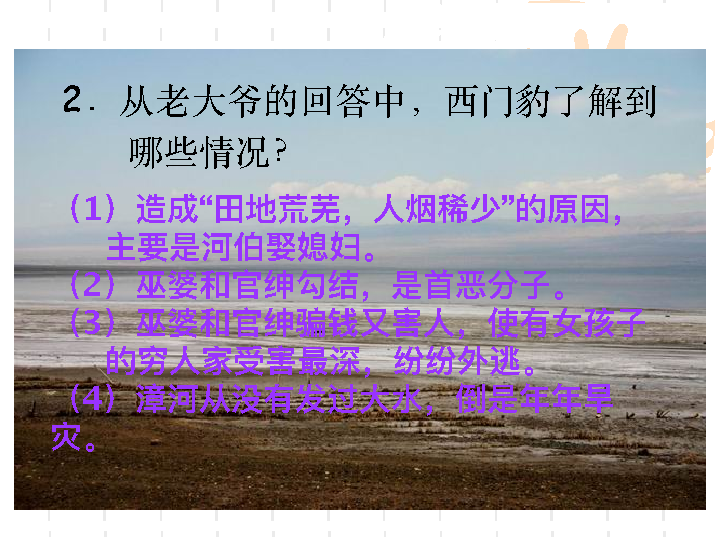 2．从老大爷的回答中，西门豹了解到
哪些情况？
（1）造成“田地荒芜，人烟稀少”的原因，
主要是河伯娶媳妇。
（2）巫婆和官绅勾结，是首恶分子。
（3）巫婆和官绅骗钱又害人，使有女孩子
的穷人家受害最深，纷纷外逃。
（4）漳河从没有发过大水，倒是年年旱
灾。